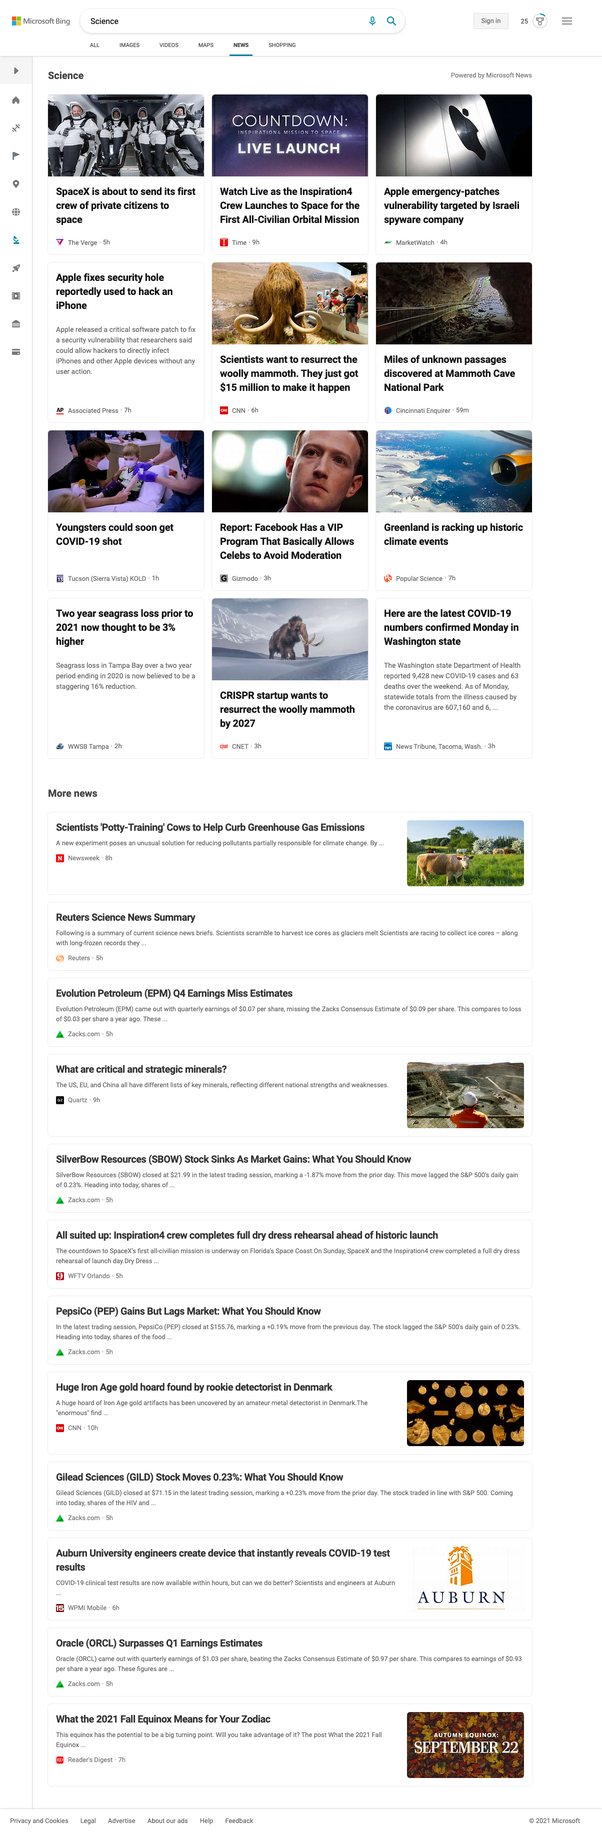 Microsoft Bing
Science
Sign in
25
ALL IMAGES VIDEOS MAPS NEWS SHOPPING
Science
Powered by Microsoft News
COUNTDOWN:
INSPIRATION4 MISSION TO SPACE
LIVE LAUNCH
SpaceX is about to send its first
crew of private citizens to
space
The Verge · 5h
Watch Live as the Inspiration4
Crew Launches to Space for the
First All-Civilian Orbital Mission
Time · 9h
Apple emergency-patches
vulnerability targeted by Israeli
spyware company
MarketWatch · 4h
Apple fixes security hole
reportedly used to hack an
iPhone
Apple released a critical software patch to fix
a security vulnerability that researchers said
could allow hackers to directly infect
iPhones and other Apple devices without any
user action.
AP Associated Press · 7h
Scientists want to resurrect the
woolly mammoth. They just got
$15 million to make it happen
CNN · 6h
Miles of unknown passages
discovered at Mammoth Cave
National Park
Cincinnati Enquirer · 59m
Youngsters could soon get
COVID-19 shot
Tucson (Sierra Vista) KOLD · 1h
Report: Facebook Has a VIP
Program That Basically Allows
Celebs to Avoid Moderation
Gizmodo · 3h
Greenland is racking up historic
climate events
Popular Science · 7h
Two year seagrass loss prior to
2021 now thought to be 3%
higher
Seagrass loss in Tampa Bay over a two year
period ending in 2020 is now believed to be a
staggering 16% reduction.
WWSB Tampa · 2h
CRISPR startup wants to
resurrect the woolly mammoth
by 2027
CNET · 3h
Here are the latest COVID-19
numbers confirmed Monday in
Washington state
The Washington state Department of Health
reported 9,428 new COVID-19 cases and 63
deaths over the weekend. As of Monday,
statewide totals from the illness caused by
the coronavirus are 607,160 and 6, ...
News Tribune, Tacoma, Wash. · 3h
More news
Scientists 'Potty-Training' Cows to Help Curb Greenhouse Gas Emissions
A new experiment poses an unusual solution for reducing pollutants partially responsible for climate change. By ...
Newsweek · 8h
Reuters Science News Summary
Following is a summary of current science news briefs. Scientists scramble to harvest ice cores as glaciers melt Scientists are racing to collect ice cores – along
with long-frozen records they ...
Reuters · 5h
Evolution Petroleum (EPM) Q4 Earnings Miss Estimates
Evolution Petroleum (EPM) came out with quarterly earnings of $0.07 per share, missing the Zacks Consensus Estimate of $0.09 per share. This compares to loss
of $0.03 per share a year ago. These ...
Zacks.com · 5h
What are critical and strategic minerals?
The US, EU, and China all have different lists of key minerals, reflecting different national strengths and weaknesses.
Quartz · 9h
SilverBow Resources (SBOW) Stock Sinks As Market Gains: What You Should Know
SilverBow Resources (SBOW) closed at $21.99 in the latest trading session, marking a -1.87% move from the prior day. This move lagged the S&P 500's daily gain
of 0.23%. Heading into today, shares of ...
Zacks.com · 5h
All suited up: Inspiration4 crew completes full dry dress rehearsal ahead of historic launch
The countdown to SpaceX's first all-civilian mission is underway on Florida's Space Coast.On Sunday, SpaceX and the Inspiration4 crew completed a full dry dress
rehearsal of launch day.Dry Dress ...
WFTV Orlando · 5h
PepsiCo (PEP) Gains But Lags Market: What You Should Know
In the latest trading session, PepsiCo (PEP) closed at $155.76, marking a +0.19% move from the previous day. The stock lagged the S&P 500's daily gain of 0.23%.
Heading into today, shares of the food ...
Zacks.com · 5h
Huge Iron Age gold hoard found by rookie detectorist in Denmark
A huge hoard of Iron Age gold artifacts has been uncovered by an amateur metal detectorist in Denmark.The
"enormous" find ...
CNN · 10h
Gilead Sciences (GILD) Stock Moves 0.23%: What You Should Know
Gilead Sciences (GILD) closed at $71.15 in the latest trading session, marking a +0.23% move from the prior day. The stock traded in line with S&P 500. Coming
into today, shares of the HIV and ...
Zacks.com · 5h
Auburn University engineers create device that instantly reveals COVID-19 test
results
COVID-19 clinical test results are now available within hours, but can we do better? Scientists and engineers at Auburn
...
WPMI Mobile · 6h
AUBURN
Oracle (ORCL) Surpasses Q1 Earnings Estimates
Oracle (ORCL) came out with quarterly earnings of $1.03 per share, beating the Zacks Consensus Estimate of $0.97 per share. This compares to earnings of $0.93
per share a year ago. These figures are ...
Zacks.com · 5h
What the 2021 Fall Equinox Means for Your Zodiac
This equinox has the potential to be a big turning point. Will you take advantage of it? The post What the 2021 Fall
Equinox ...
Reader's Digest · 7h
AUTUMN EQUINOX:
SEPTEMBER 22
Privacy and Cookies Legal Advertise About our ads Help Feedback
© 2021 Microsoft